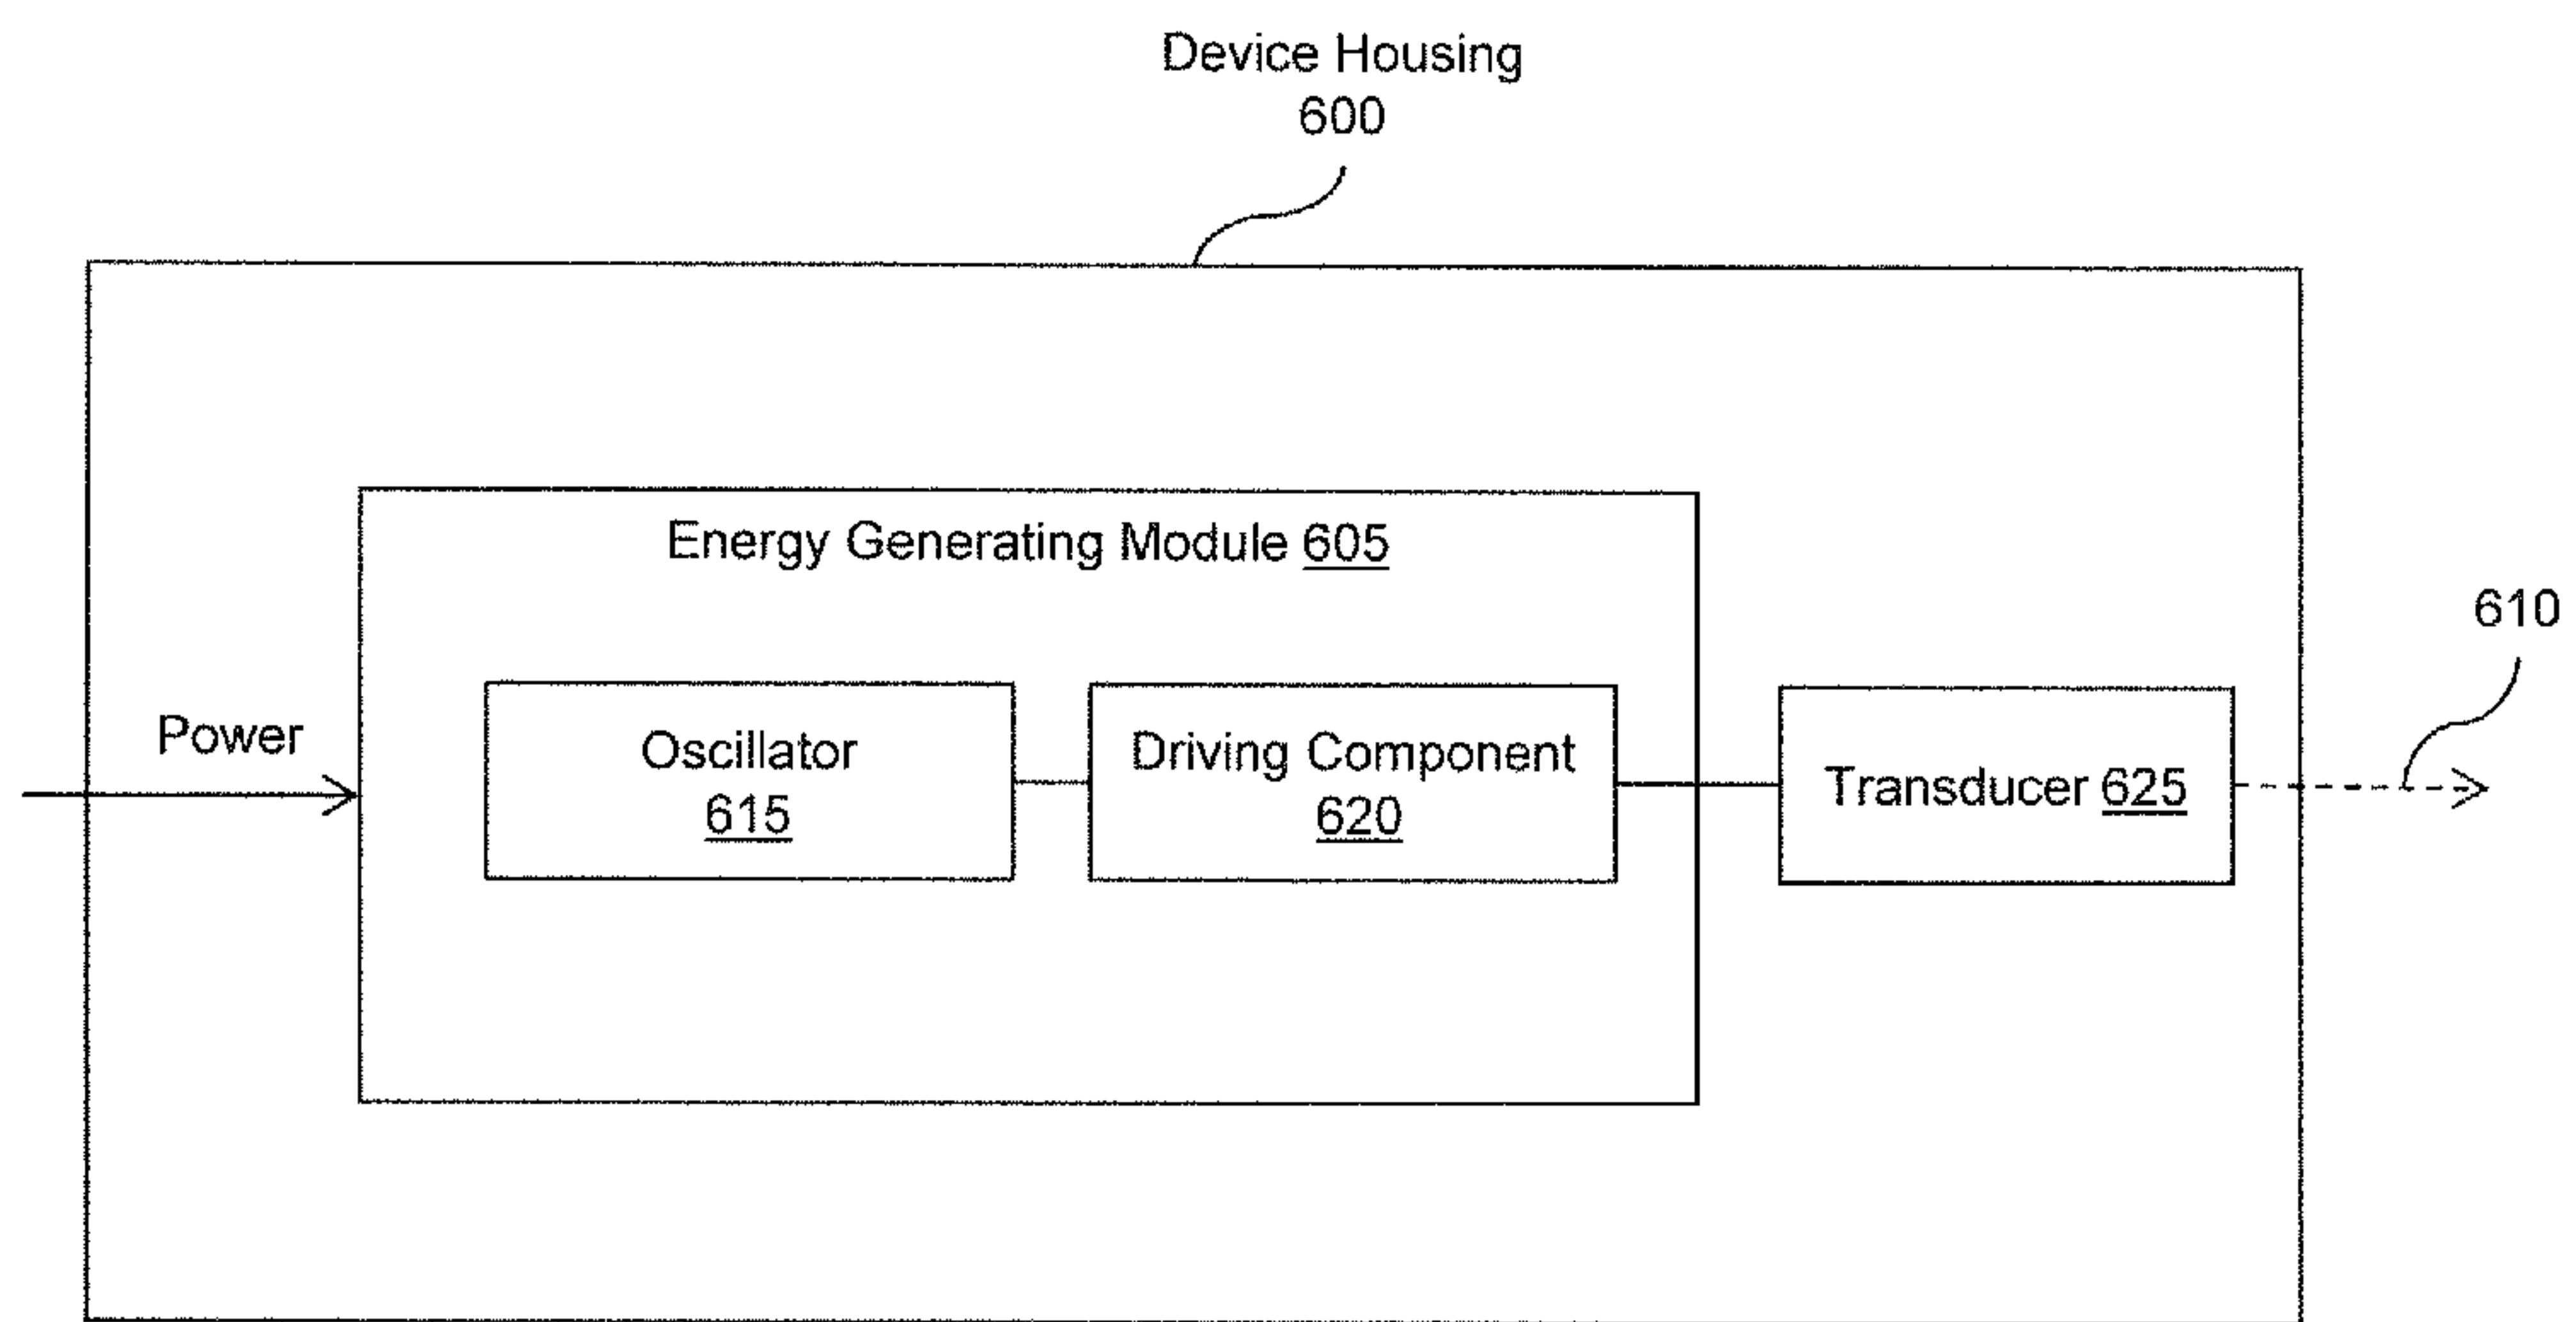 Device Housing
600
Energy Generating Module 605
610
Power
Oscillator
615
Driving Component
620
Transducer 625